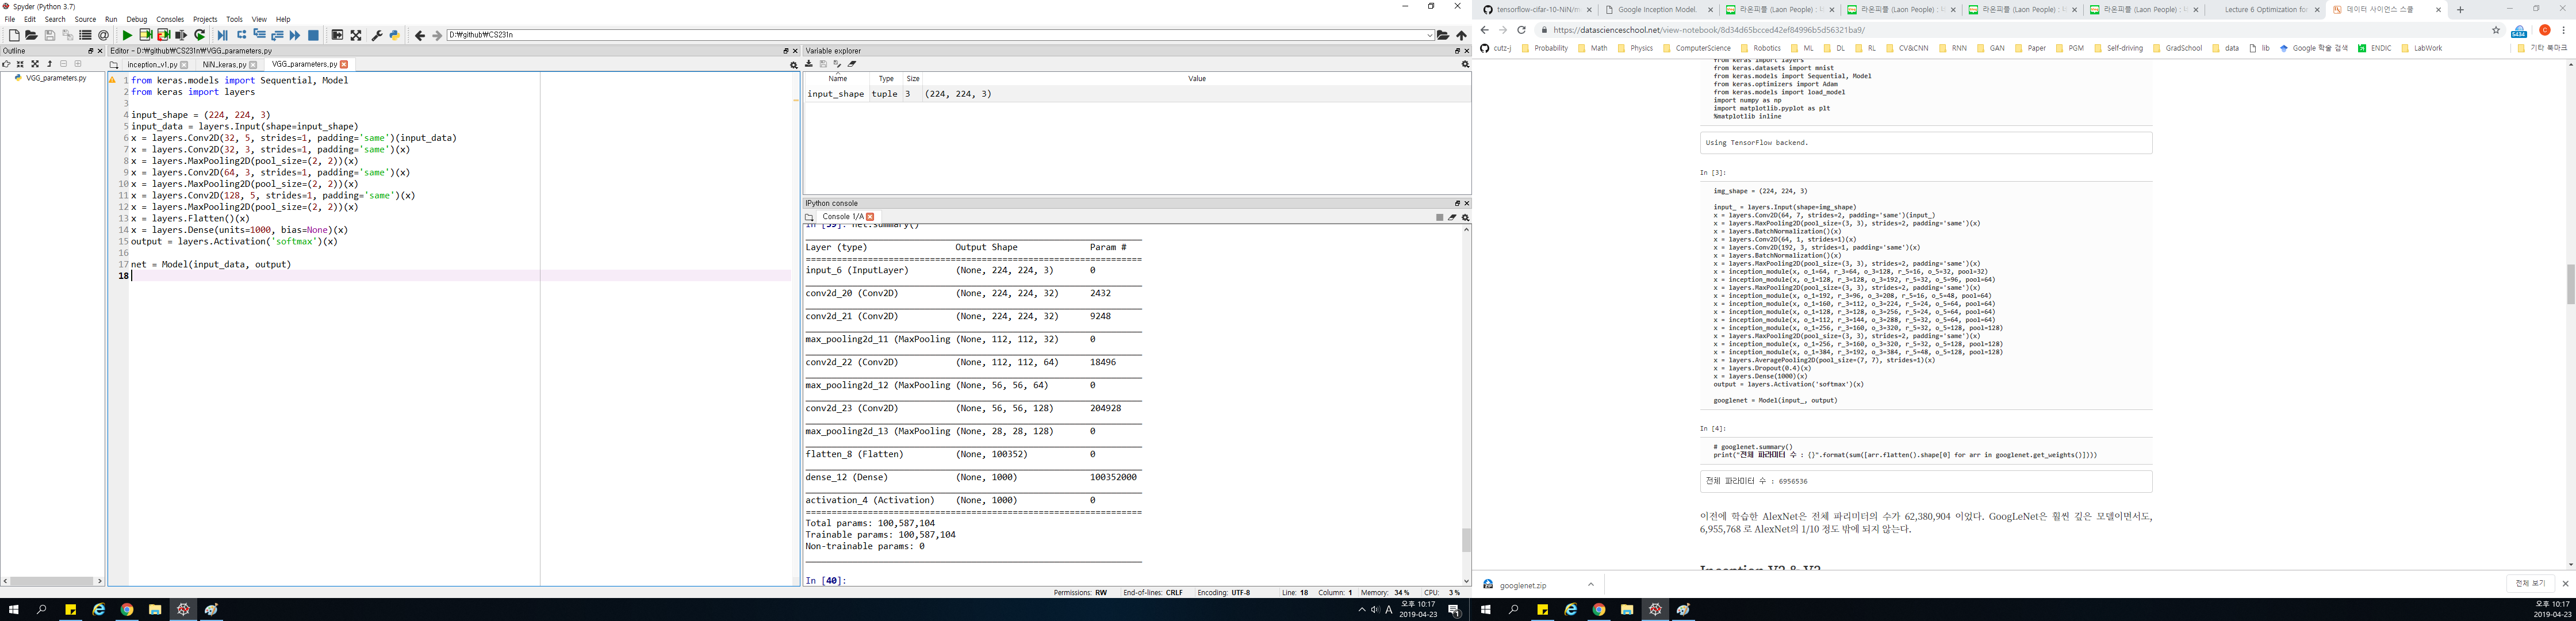 Spyder (Python 3.7)
File Edit Search Source Run Debug Consoles Projects Tools View Help
D:₩github₩CS231n
Outline
VGG_parameters.py
Editor - D:₩github₩CS231n₩VGG_parameters.py
inception_v1.py NiN_keras.py VGG_parameters.py
1 from keras.models import Sequential, Model
2 from keras import layers
3
4 input_shape = (224, 224, 3)
5 input_data = layers.Input(shape=input_shape)
6 x = layers.Conv2D(32, 5, strides=1, padding='same')(input_data)
7 x = layers.Conv2D(32, 3, strides=1, padding='same')(x)
8 x = layers.MaxPooling2D(pool_size=(2, 2))(x)
9 x = layers.Conv2D(64, 3, strides=1, padding='same')(x)
10 x = layers.MaxPooling2D(pool_size=(2, 2))(x)
11 x = layers.Conv2D(128, 5, strides=1, padding='same')(x)
12 x = layers.MaxPooling2D(pool_size=(2, 2))(x)
13 x = layers.Flatten()(x)
14 x = layers.Dense(units=1000, bias=None)(x)
15 output = layers.Activation('softmax')(x)
16
17 net = Model(input_data, output)
18
Variable explorer
Name Type Size Value
input_shape tuple 3 (224, 224, 3)
IPython console
Console 1/A
In [39]: net.summary()
Layer (type) Output Shape Param #
input_6 (InputLayer) (None, 224, 224, 3) 0
conv2d_20 (Conv2D) (None, 224, 224, 32) 2432
conv2d_21 (Conv2D) (None, 224, 224, 32) 9248
max_pooling2d_11 (MaxPooling (None, 112, 112, 32) 0
conv2d_22 (Conv2D) (None, 112, 112, 64) 18496
max_pooling2d_12 (MaxPooling (None, 56, 56, 64) 0
conv2d_23 (Conv2D) (None, 56, 56, 128) 204928
max_pooling2d_13 (MaxPooling (None, 28, 28, 128) 0
flatten_8 (Flatten) (None, 100352) 0
dense_12 (Dense) (None, 1000) 100352000
activation_4 (Activation) (None, 1000) 0
Total params: 100,587,104
Trainable params: 100,587,104
Non-trainable params: 0
In [40]:
Permissions: RW End-of-lines: CRLF Encoding: UTF-8 Line: 18 Column: 1 Memory: 34 % CPU: 3 %
A 오후 10:17
2019-04-23
tensorflow-cifar-10-NiN/m Google Inception Model. 라온피플 (Laon People) : 라온피플 (Laon People) : 라온피플 (Laon People) : 라온피플 (Laon People) : Lecture 6 Optimization for 데이터 사이언스 스쿨
https://datascienceschool.net/view-notebook/8d34d65bcced42ef84996b5d56321ba9/
cutz-j Probability Math Physics ComputerScience Robotics ML DL RL CV&CNN RNN GAN Paper PGM Self-driving GradSchool data lib Google 학술 검색 ENDIC LabWork 기타 북마크
from keras import layers
from keras.datasets import mnist
from keras.models import Sequential, Model
from keras.optimizers import Adam
from keras.models import load_model
import numpy as np
import matplotlib.pyplot as plt
%matplotlib inline
Using TensorFlow backend.
In [3]:
img_shape = (224, 224, 3)
input_ = layers.Input(shape=img_shape)
x = layers.Conv2D(64, 7, strides=2, padding='same')(input_)
x = layers.MaxPooling2D(pool_size=(3, 3), strides=2, padding='same')(x)
x = layers.BatchNormalization()(x)
x = layers.Conv2D(64, 1, strides=1)(x)
x = layers.Conv2D(192, 3, strides=1, padding='same')(x)
x = layers.BatchNormalization()(x)
x = layers.MaxPooling2D(pool_size=(3, 3), strides=2, padding='same')(x)
x = inception_module(x, o_1=64, r_3=64, o_3=128, r_5=16, o_5=32, pool=32)
x = inception_module(x, o_1=128, r_3=128, o_3=192, r_5=32, o_5=96, pool=64)
x = layers.MaxPooling2D(pool_size=(3, 3), strides=2, padding='same')(x)
x = inception_module(x, o_1=192, r_3=96, o_3=208, r_5=16, o_5=48, pool=64)
x = inception_module(x, o_1=160, r_3=112, o_3=224, r_5=24, o_5=64, pool=64)
x = inception_module(x, o_1=128, r_3=128, o_3=256, r_5=24, o_5=64, pool=64)
x = inception_module(x, o_1=112, r_3=144, o_3=288, r_5=32, o_5=64, pool=64)
x = inception_module(x, o_1=256, r_3=160, o_3=320, r_5=32, o_5=128, pool=128)
x = layers.MaxPooling2D(pool_size=(3, 3), strides=2, padding='same')(x)
x = inception_module(x, o_1=256, r_3=160, o_3=320, r_5=32, o_5=128, pool=128)
x = inception_module(x, o_1=384, r_3=192, o_3=384, r_5=48, o_5=128, pool=128)
x = layers.AveragePooling2D(pool_size=(7, 7), strides=1)(x)
x = layers.Dropout(0.4)(x)
x = layers.Dense(1000)(x)
output = layers.Activation('softmax')(x)
googlenet = Model(input_, output)
In [4]:
# googlenet.summary()
print("전체 파라미터 수 : {}".format(sum([arr.flatten().shape[0] for arr in googlenet.get_weights()])))
전체 파라미터 수 : 6956536
이전에 학습한 AlexNet은 전체 파리미터의 수가 62,380,904 이었다. GoogLeNet은 훨씬 깊은 모델이면서도,
6,955,768 로 AlexNet의 1/10 정도 밖에 되지 않는다.
Inception V2 & V3
googlenet.zip
전체 보기
오후 10:17
2019-04-23